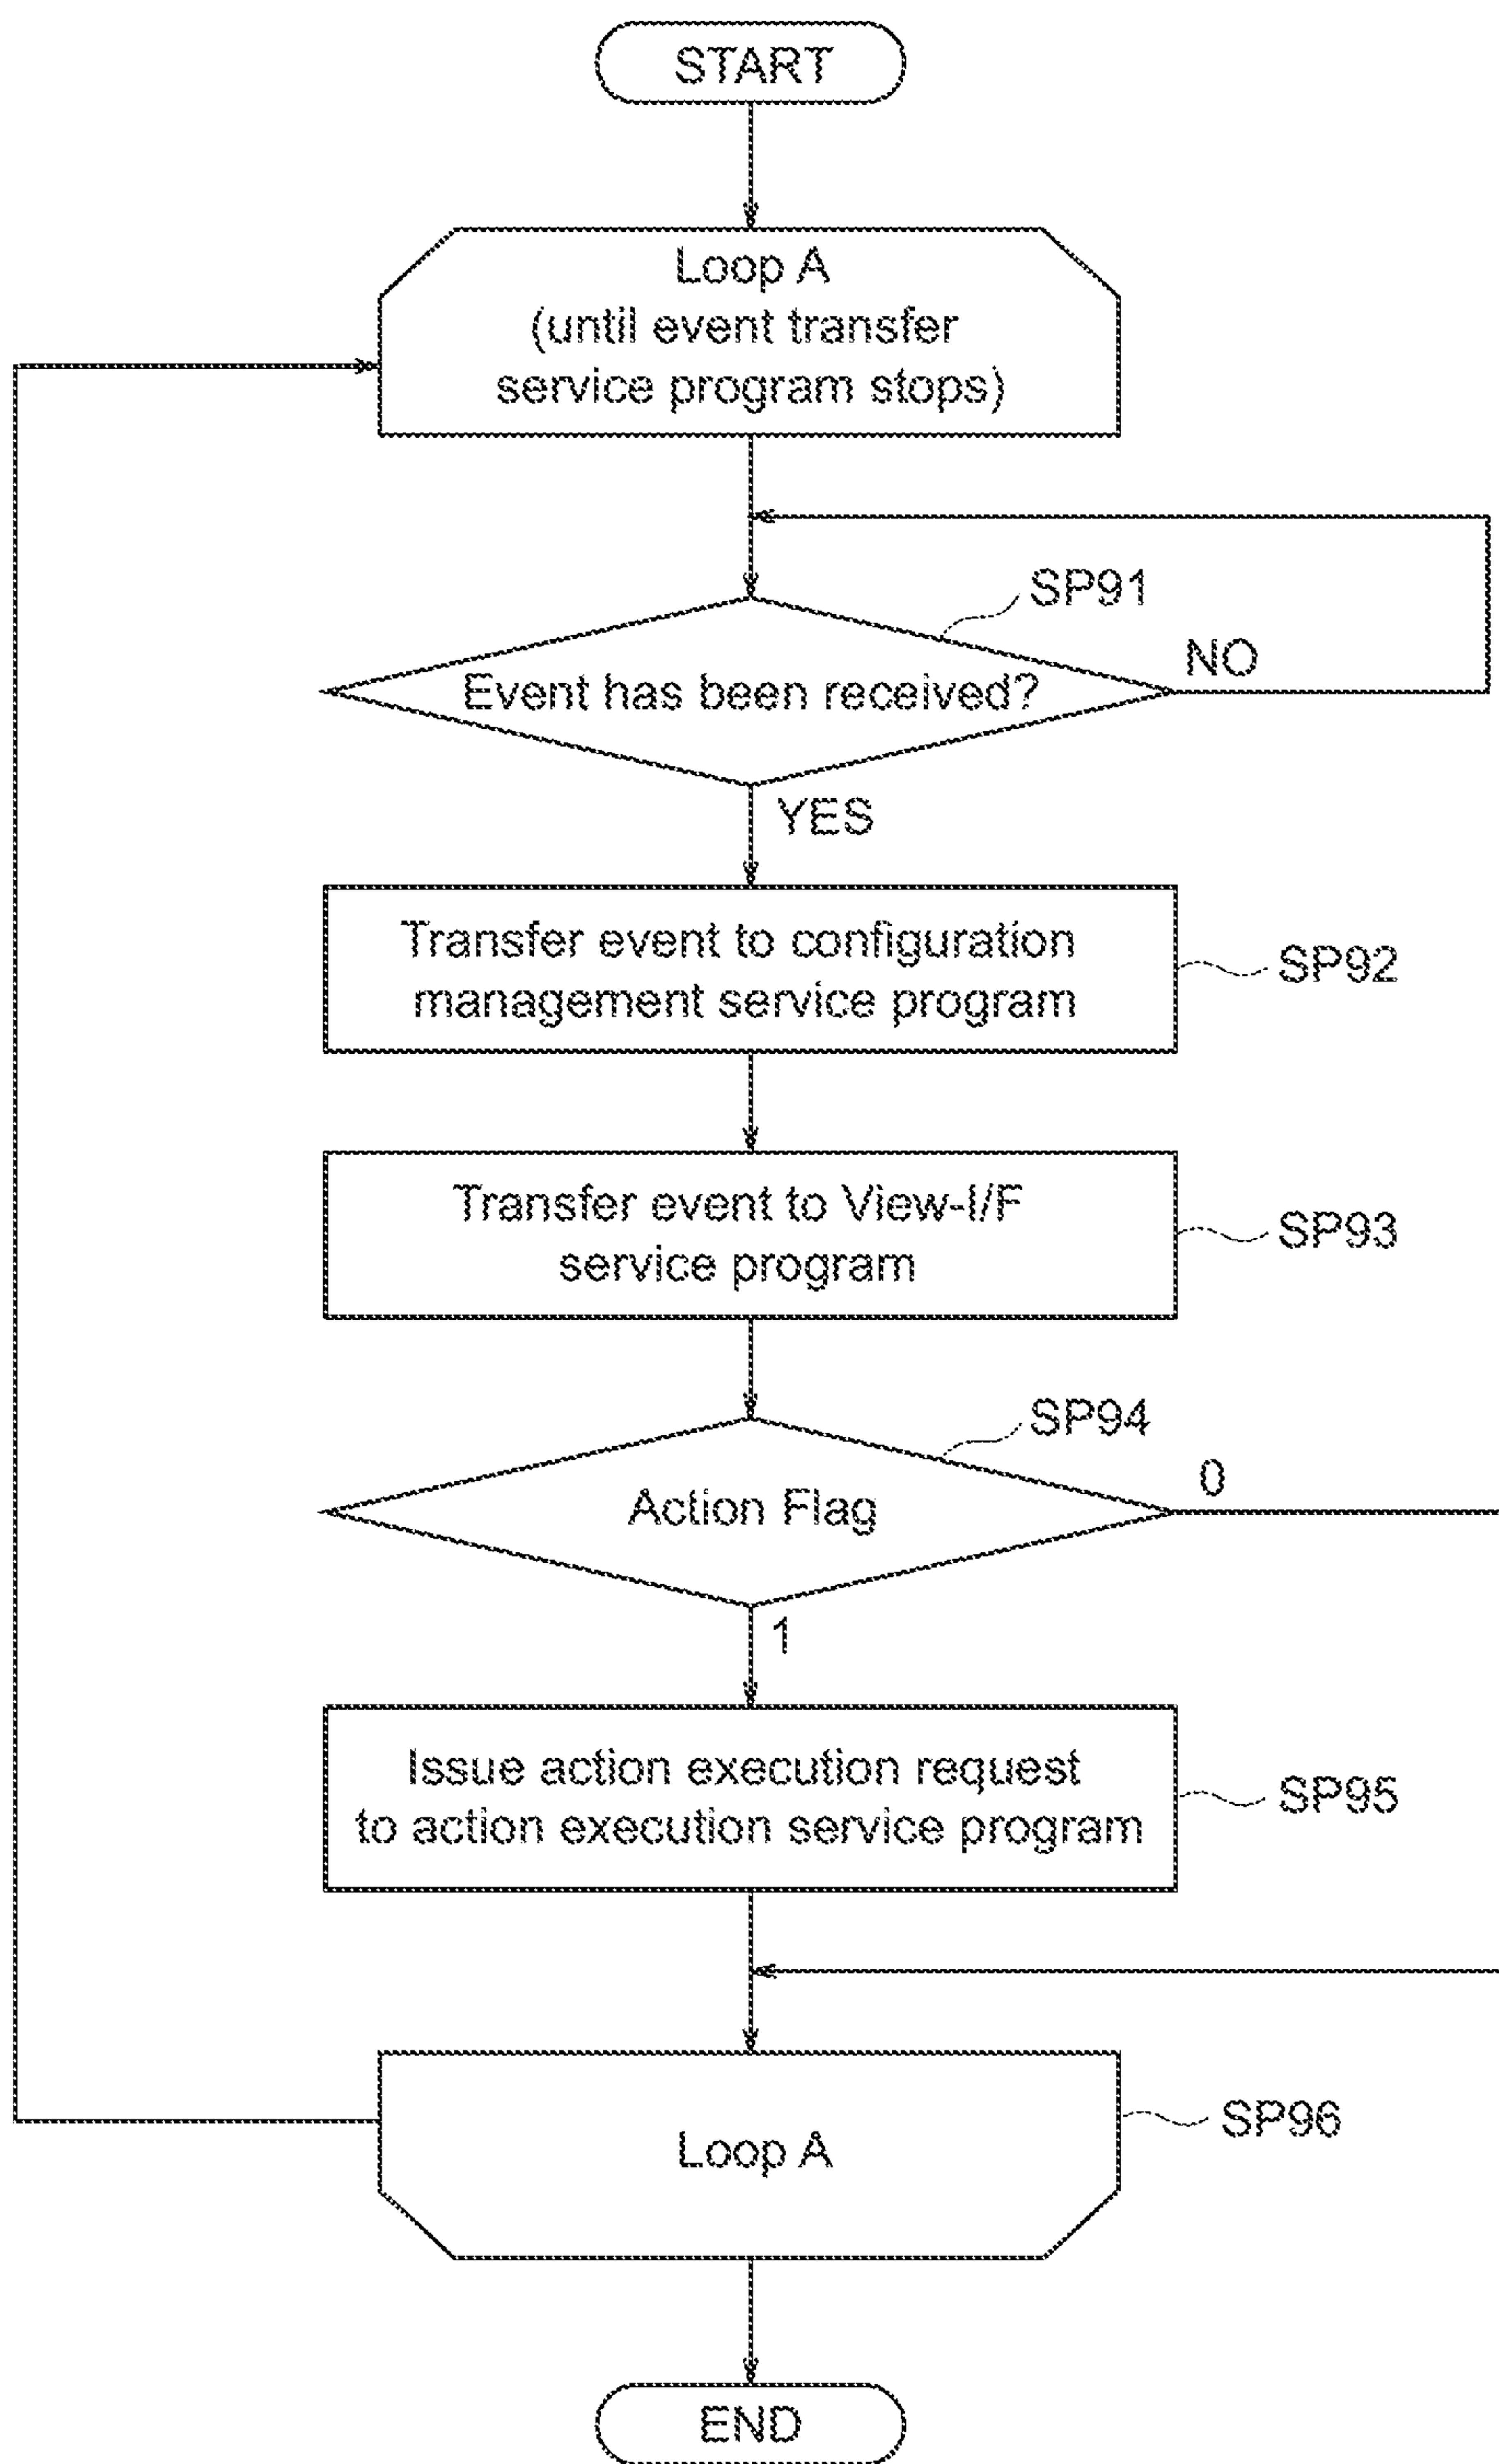 START
Loop A
(until event transfer
service program stops)
SP91
Event has been received?
NO
YES
Transfer event to configuration
management service program
SP92
Transfer event to View-I/F
service program
SP93
SP94
Action Flag
0
1
Issue action execution request
to action execution service program
SP95
Loop A
SP96
END